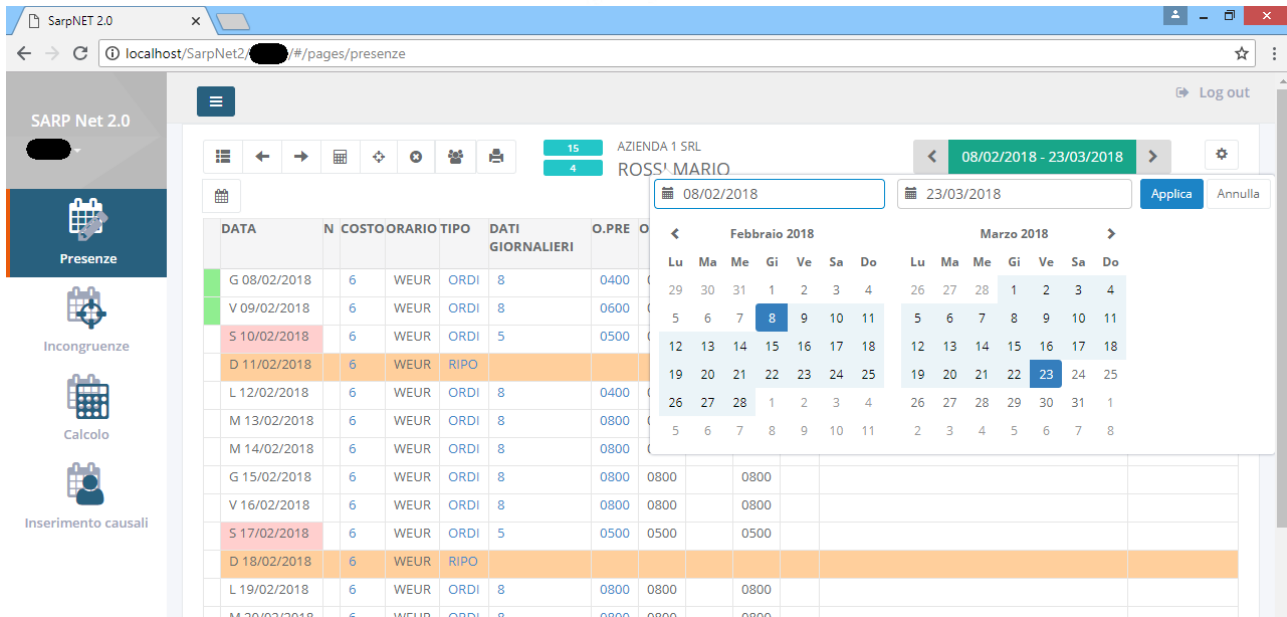 SarpNET 2.0
localhost/SarpNet2/ /#/pages/presenze
SARP Net 2.0
Log out
15
4
AZIENDA 1 SRL
ROSSI MARIO
08/02/2018 - 23/03/2018
08/02/2018
23/03/2018
Applica
Annulla
Febbraio 2018
Lu Ma Me Gi Ve Sa Do
29 30 31 1 2 3 4
5 6 7 8 9 10 11
12 13 14 15 16 17 18
19 20 21 22 23 24 25
26 27 28 1 2 3 4
5 6 7 8 9 10 11
Marzo 2018
Lu Ma Me Gi Ve Sa Do
26 27 28 1 2 3 4
5 6 7 8 9 10 11
12 13 14 15 16 17 18
19 20 21 22 23 24 25
26 27 28 29 30 31 1
2 3 4 5 6 7 8
Presenze
Incongruenze
Calcolo
Inserimento causali
DATA N COSTO ORARIO TIPO DATI GIORNALIERI O.PRE
G 08/02/2018 6 WEUR ORDI 8 0400
V 09/02/2018 6 WEUR ORDI 8 0600
S 10/02/2018 6 WEUR ORDI 5 0500
D 11/02/2018 6 WEUR RIPO
L 12/02/2018 6 WEUR ORDI 8 0400
M 13/02/2018 6 WEUR ORDI 8 0800
M 14/02/2018 6 WEUR ORDI 8 0800
G 15/02/2018 6 WEUR ORDI 8 0800 0800 0800
V 16/02/2018 6 WEUR ORDI 8 0800 0800 0800
S 17/02/2018 6 WEUR ORDI 5 0500 0500 0500
D 18/02/2018 6 WEUR RIPO
L 19/02/2018 6 WEUR ORDI 8 0800 0800 0800
M 20/02/2018 6 WEUR ORDI 8 0800 0800 0800